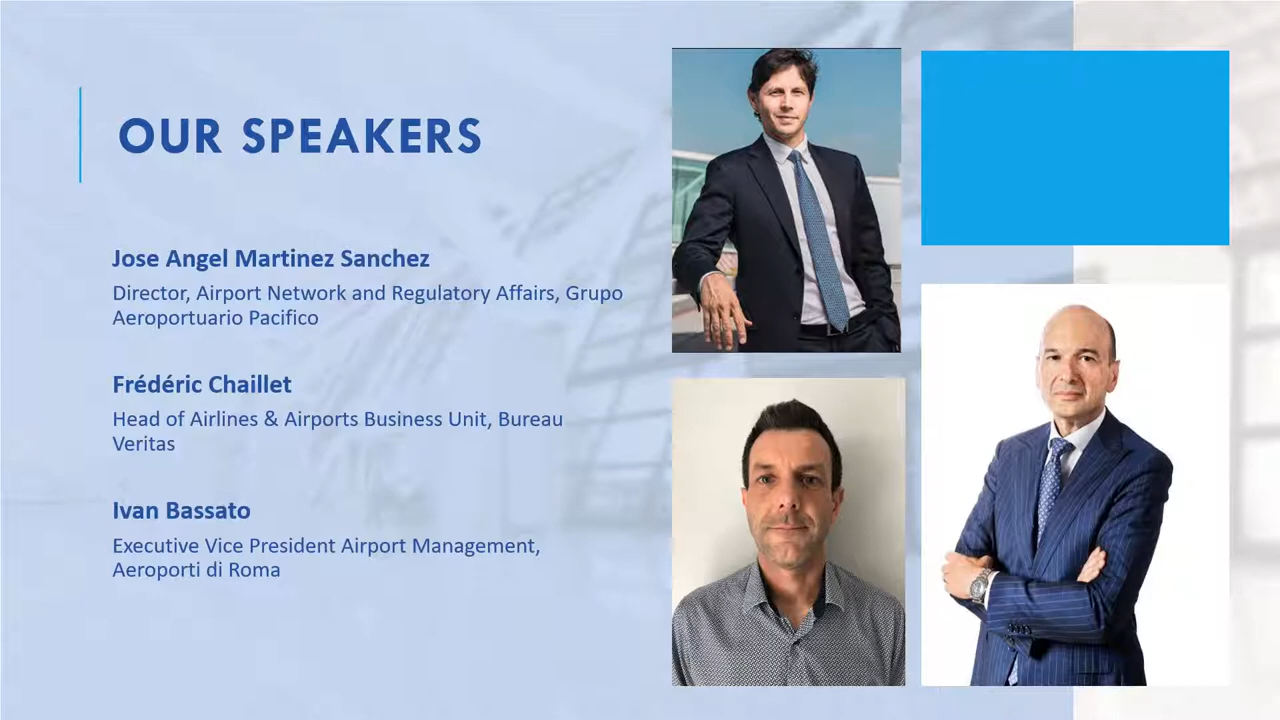 OUR SPEAKERS
Jose Angel Martinez Sanchez
Director, Airport Network and Regulatory Affairs, Grupo
Aeroportuario Pacifico
Frédéric Chaillet
Head of Airlines & Airports Business Unit, Bureau
Veritas
Ivan Bassato
Executive Vice President Airport Management,
Aeroporti di Roma